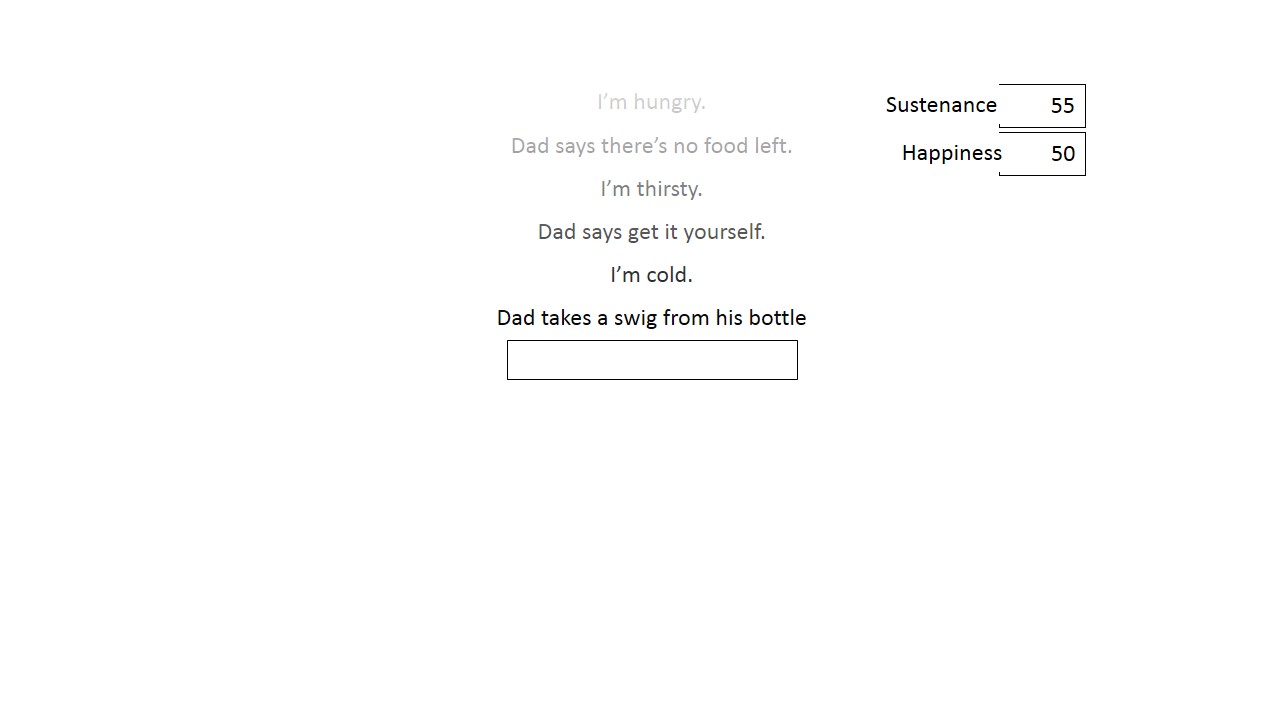 I’m hungry.
Dad says there’s no food left.
I’m thirsty.
Dad says get it yourself.
I’m cold.
Dad takes a swig from his bottle
Sustenance 55
Happiness 50